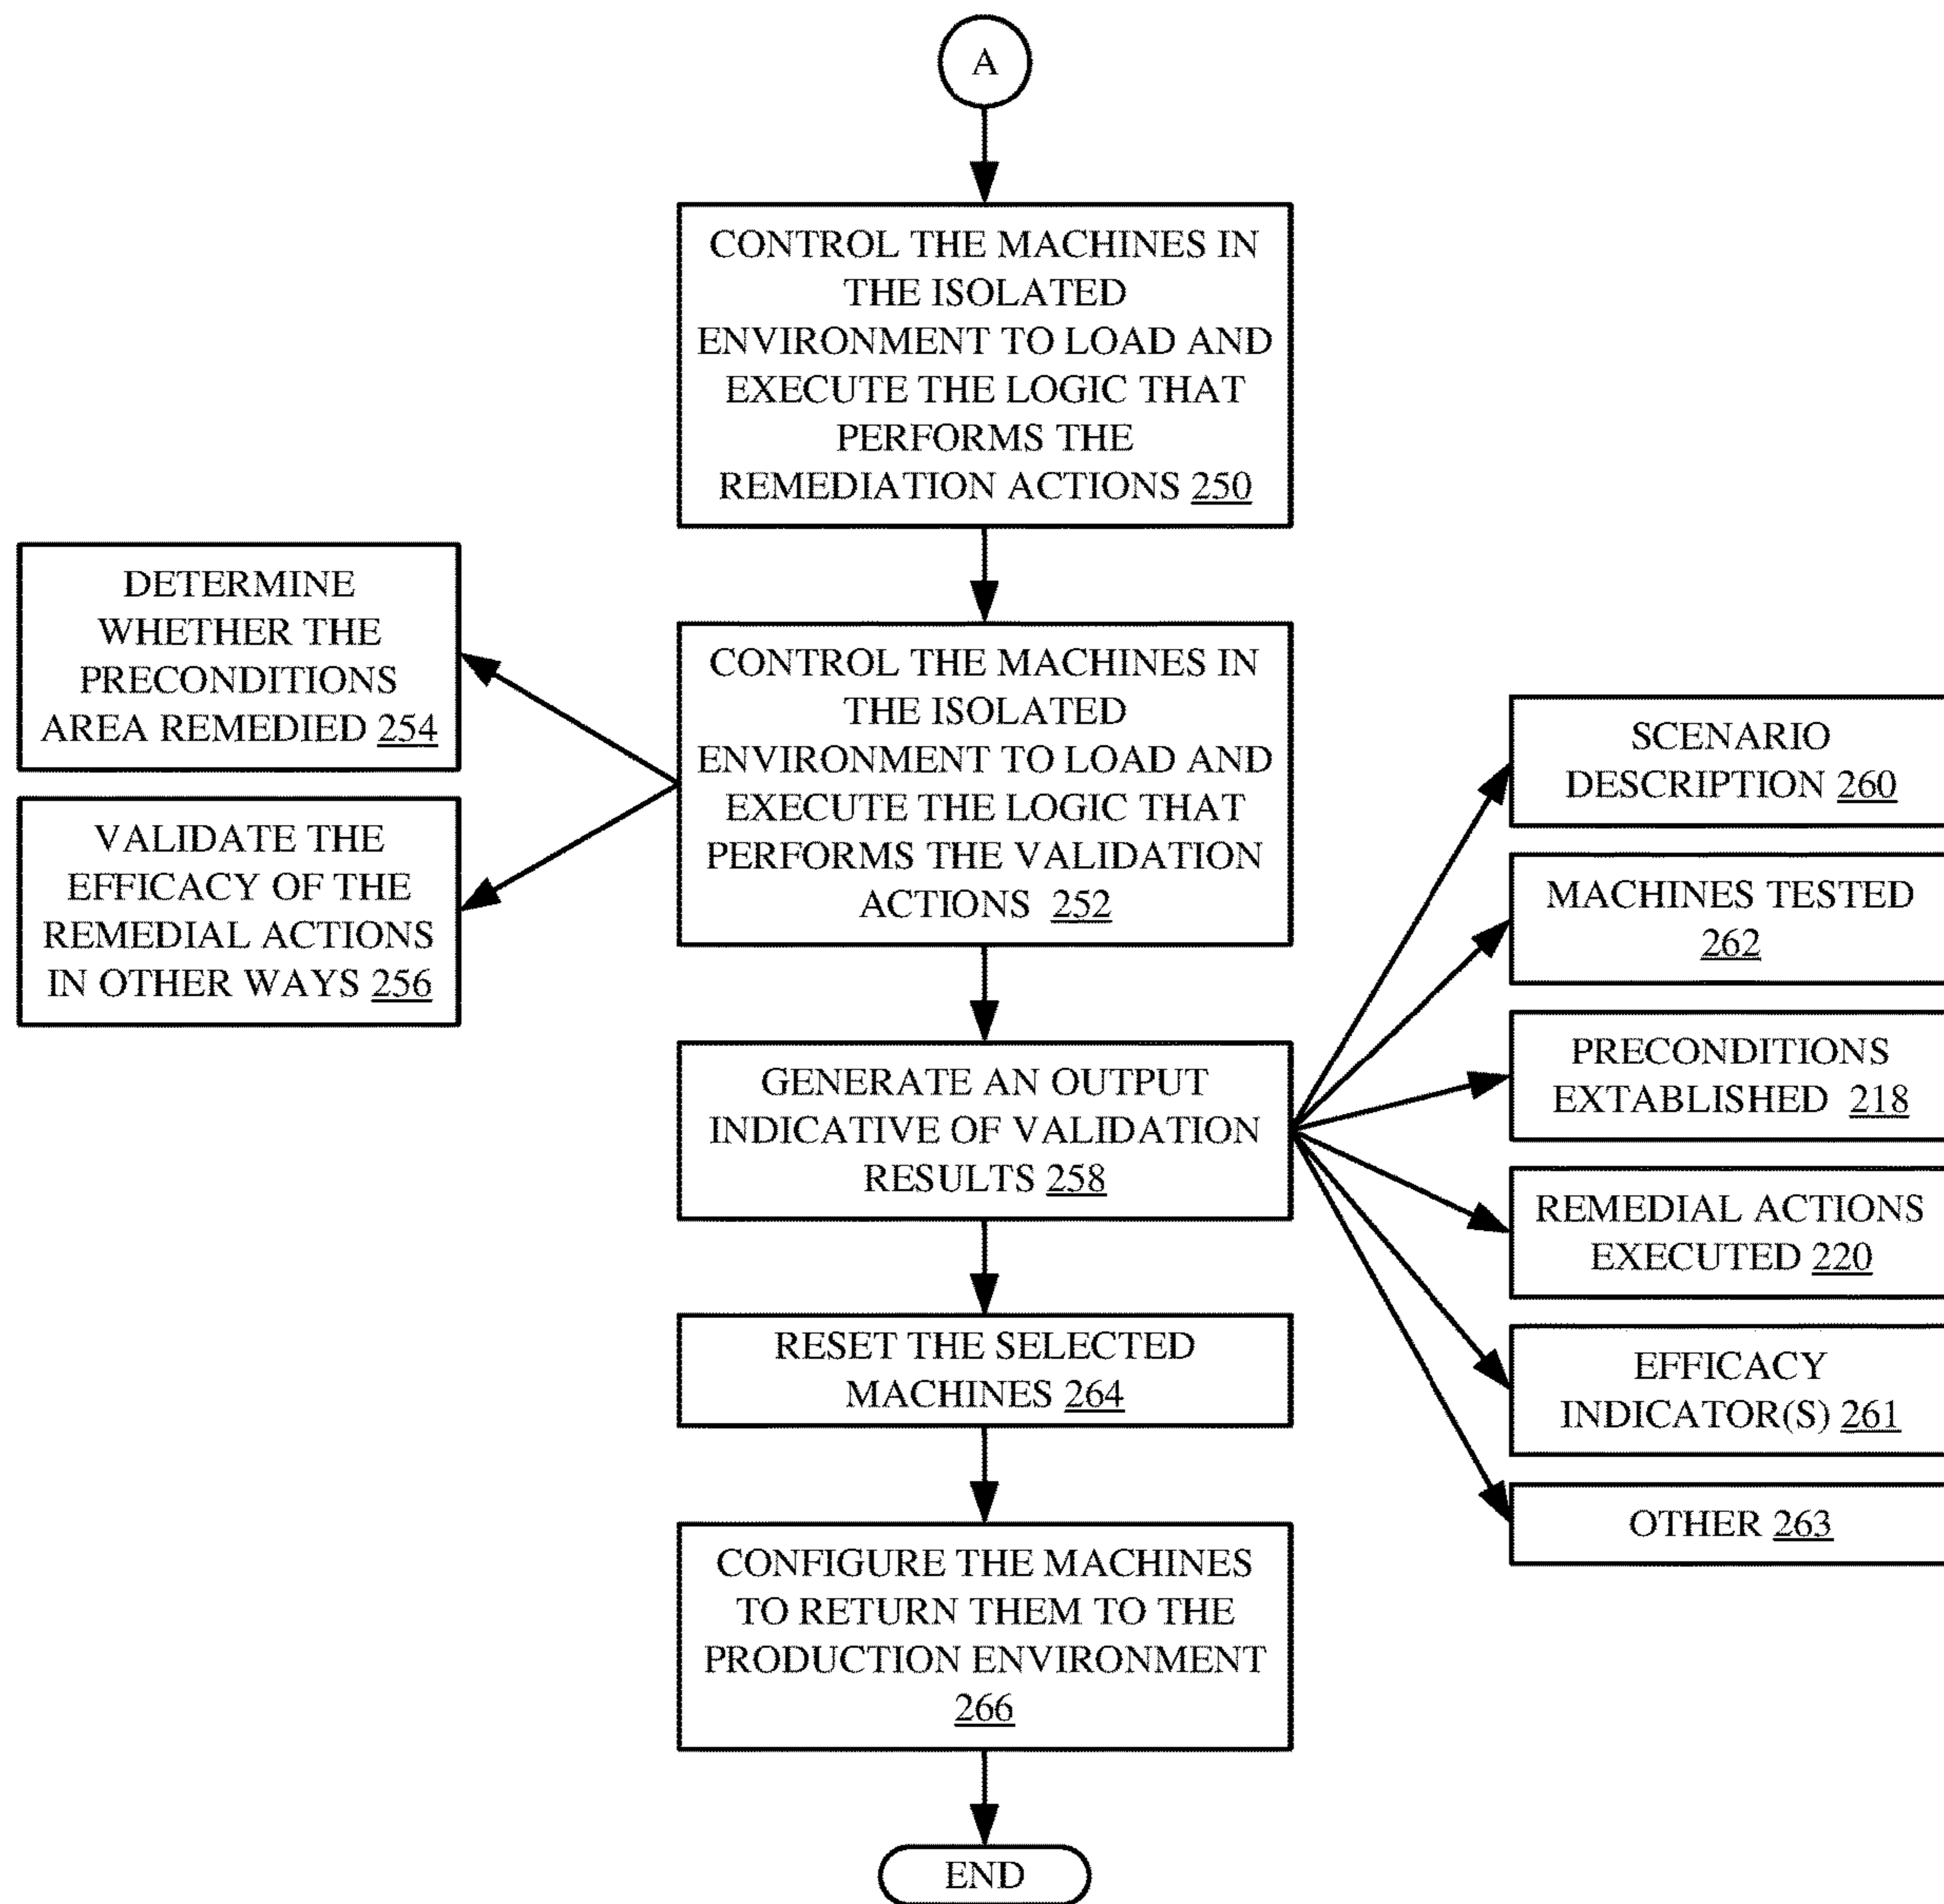 A
CONTROL THE MACHINES IN
THE ISOLATED
ENVIRONMENT TO LOAD AND
EXECUTE THE LOGIC THAT
PERFORMS THE
REMEDIATION ACTIONS 250
DETERMINE
WHETHER THE
PRECONDITIONS
AREA REMEDIED 254
VALIDATE THE
EFFICACY OF THE
REMEDIAL ACTIONS
IN OTHER WAYS 256
CONTROL THE MACHINES IN
THE ISOLATED
ENVIRONMENT TO LOAD AND
EXECUTE THE LOGIC THAT
PERFORMS THE VALIDATION
ACTIONS 252
GENERATE AN OUTPUT
INDICATIVE OF VALIDATION
RESULTS 258
SCENARIO
DESCRIPTION 260
MACHINES TESTED
262
PRECONDITIONS
EXTABLISHED 218
REMEDIAL ACTIONS
EXECUTED 220
EFFICACY
INDICATOR(S) 261
OTHER 263
RESET THE SELECTED
MACHINES 264
CONFIGURE THE MACHINES
TO RETURN THEM TO THE
PRODUCTION ENVIRONMENT
266
END